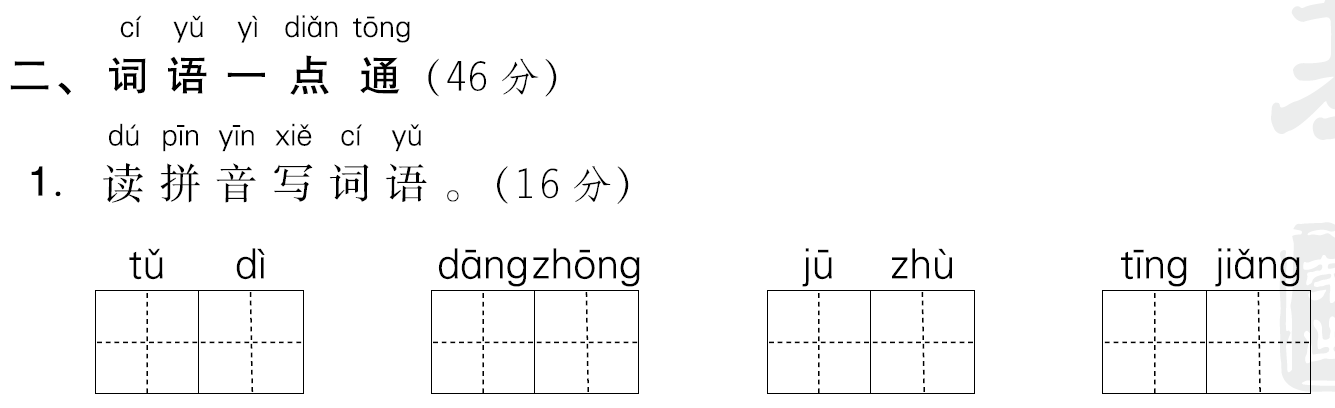 cí yǔ yì diǎn tōng
二、词语一点通(46分)
dú pīn yīn xiě cí yǔ
1. 读拼音写词语。(16分)
tǔ dì dāngzhōng jū zhù tīng jiǎng